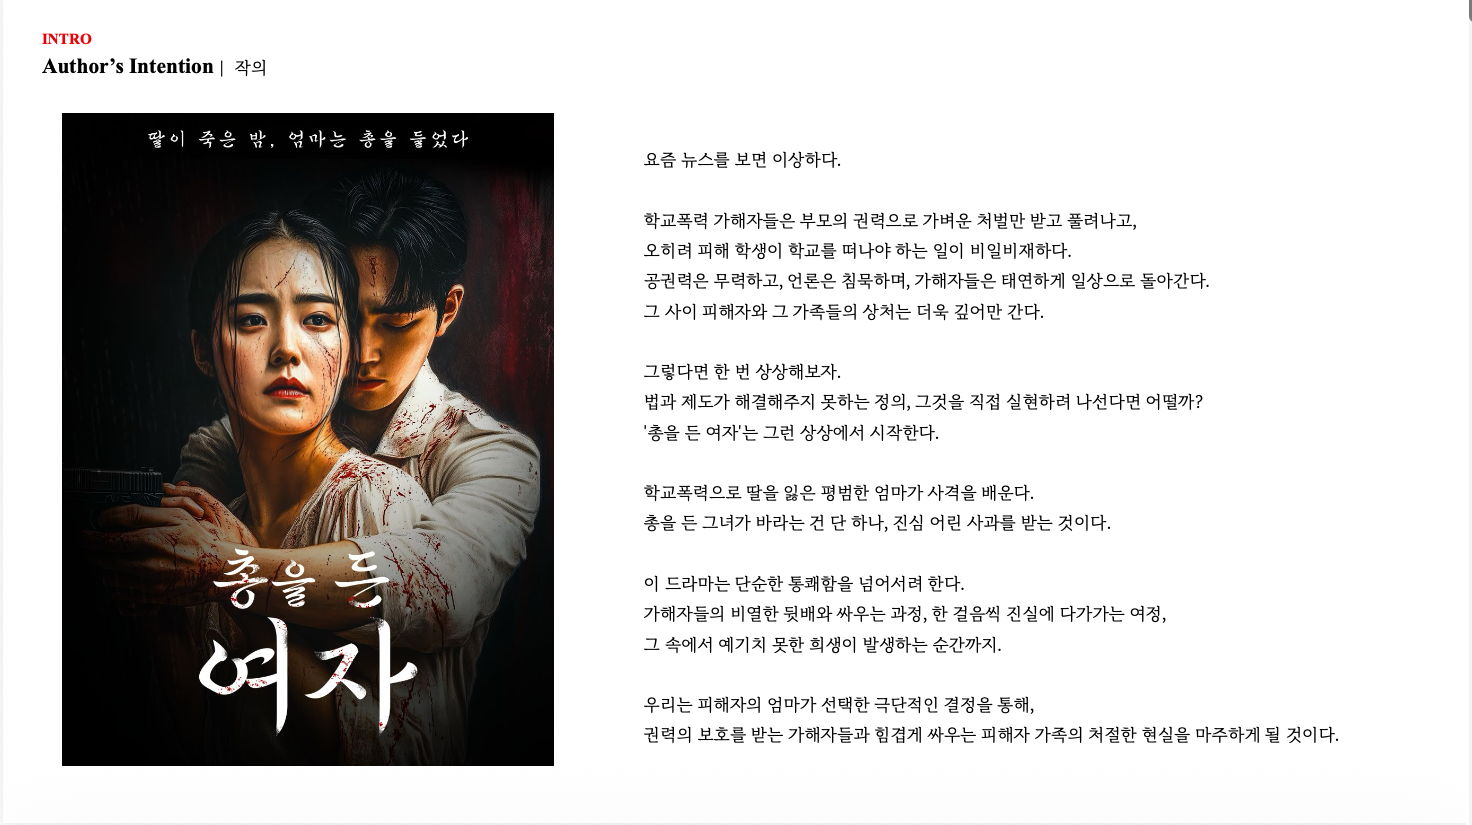 INTRO
Author’s Intention | 작의
딸이 죽은 밤, 엄마는 총을 들었다
총을 든
여자
요즘 뉴스를 보면 이상하다.
학교폭력 가해자들은 부모의 권력으로 가벼운 처벌만 받고 풀려나고,
오히려 피해 학생이 학교를 떠나야 하는 일이 비일비재하다.
공권력은 무력하고, 언론은 침묵하며, 가해자들은 태연하게 일상으로 돌아간다.
그 사이 피해자와 그 가족들의 상처는 더욱 깊어만 간다.
그렇다면 한 번 상상해보자.
법과 제도가 해결해주지 못하는 정의, 그것을 직접 실현하려 나선다면 어떨까?
'총을 든 여자'는 그런 상상에서 시작한다.
학교폭력으로 딸을 잃은 평범한 엄마가 사격을 배운다.
총을 든 그녀가 바라는 건 단 하나, 진심 어린 사과를 받는 것이다.
이 드라마는 단순한 통쾌함을 넘어서려 한다.
가해자들의 비열한 뒷배와 싸우는 과정, 한 걸음씩 진실에 다가가는 여정,
그 속에서 예기치 못한 희생이 발생하는 순간까지.
우리는 피해자의 엄마가 선택한 극단적인 결정을 통해,
권력의 보호를 받는 가해자들과 힘겹게 싸우는 피해자 가족의 처절한 현실을 마주하게 될 것이다.